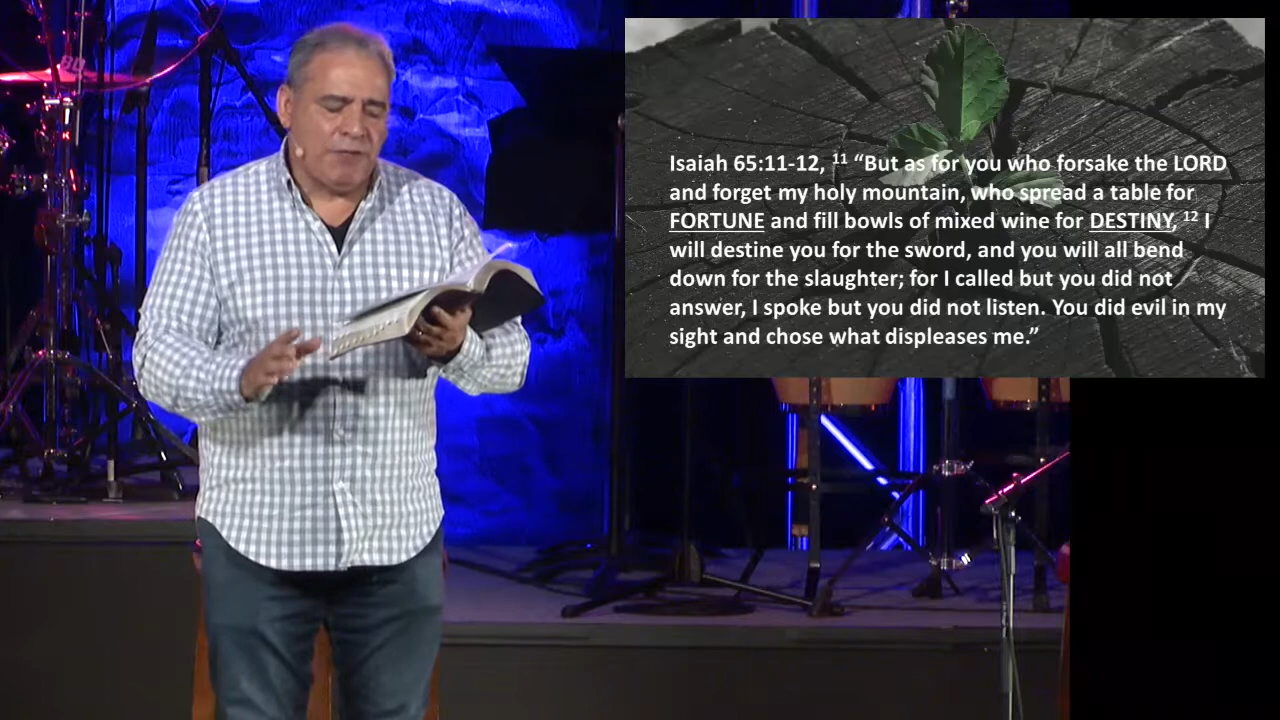 Isaiah 65:11-12, ¹¹ “But as for you who forsake the LORD
and forget my holy mountain, who spread a table for
FORTUNE and fill bowls of mixed wine for DESTINY, ¹² I
will destine you for the sword, and you will all bend
down for the slaughter; for I called but you did not
answer, I spoke but you did not listen. You did evil in my
sight and chose what displeases me.”